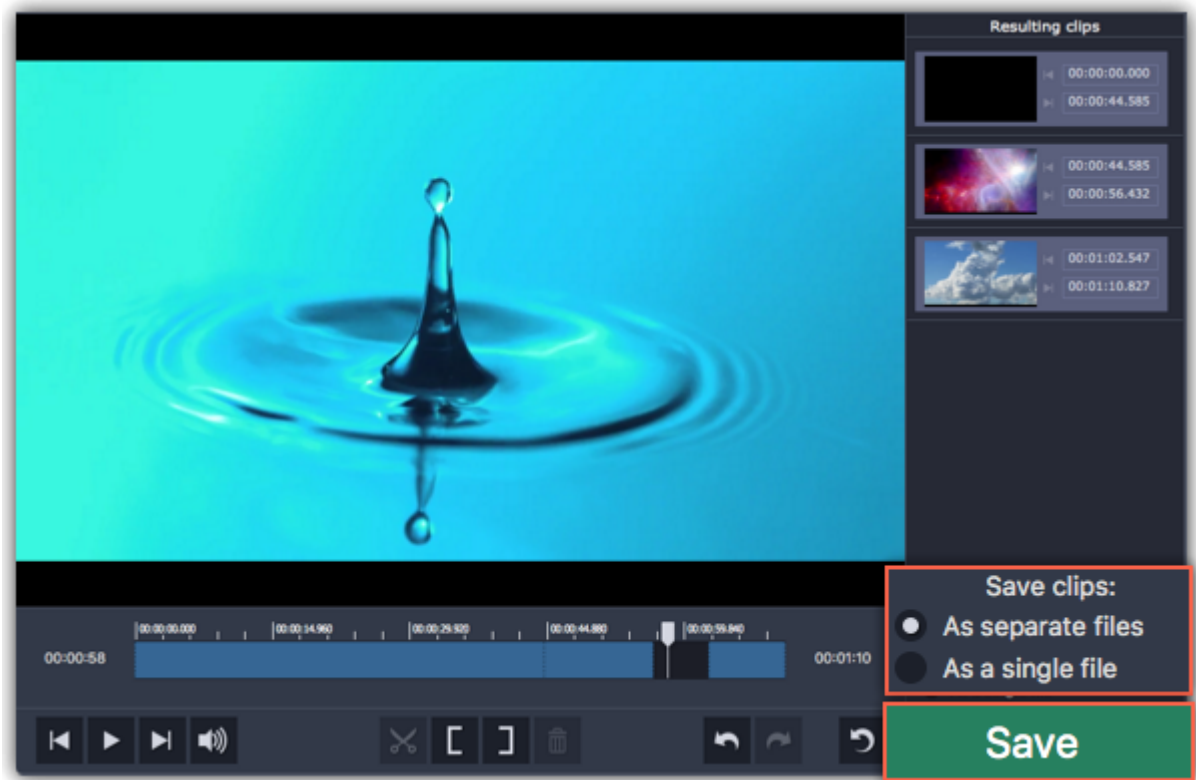 Resulting clips
00:00:00.000
00:00:44.585
00:00:44.585
00:00:56.432
00:01:02.547
00:01:10.827
Save clips:
As separate files
As a single file
00:00:00.000 00:00:14.960 00:00:29.920 00:00:44.880 00:00:59.840
00:00:58 00:01:10
Save